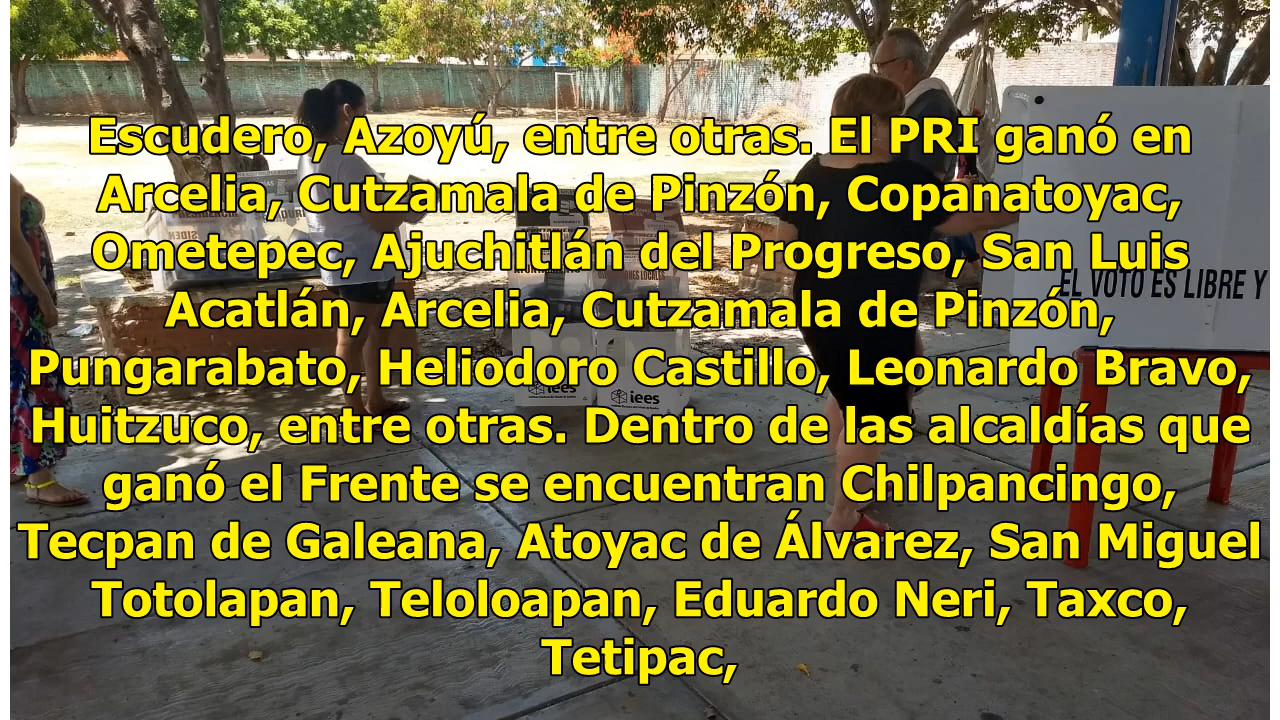 Escudero, Azoyú, entre otras. El PRI ganó en
Arcelia, Cutzamala de Pinzón, Copanatoyac,
Ometepec, Ajuchitlán del Progreso, San Luis
Acatlán, Arcelia, Cutzamala de Pinzón,
Pungarabato, Heliodoro Castillo, Leonardo Bravo,
Huitzuco, entre otras. Dentro de las alcaldías que
ganó el Frente se encuentran Chilpancingo,
Tecpan de Galeana, Atoyac de Álvarez, San Miguel
Totolapan, Teloloapan, Eduardo Neri, Taxco,
Tetipac,
EL VOTO ES LIBRE Y
iees
iees